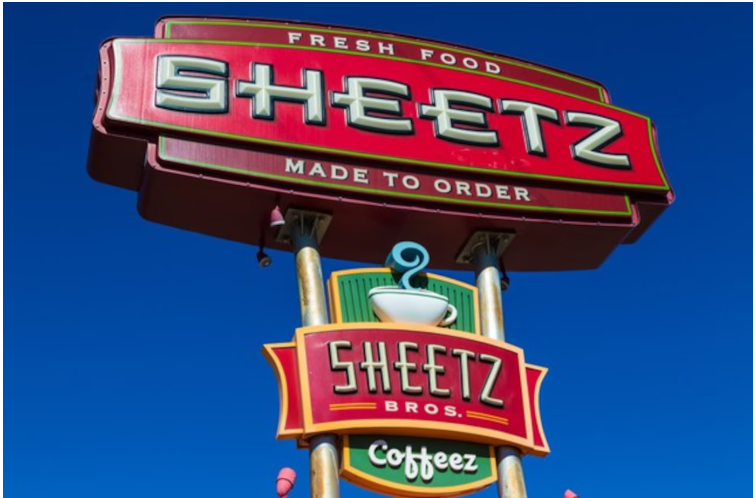 FRESH FOOD
SHEETZ
MADE TO ORDER
SHEETZ
BROS.
Coffeez